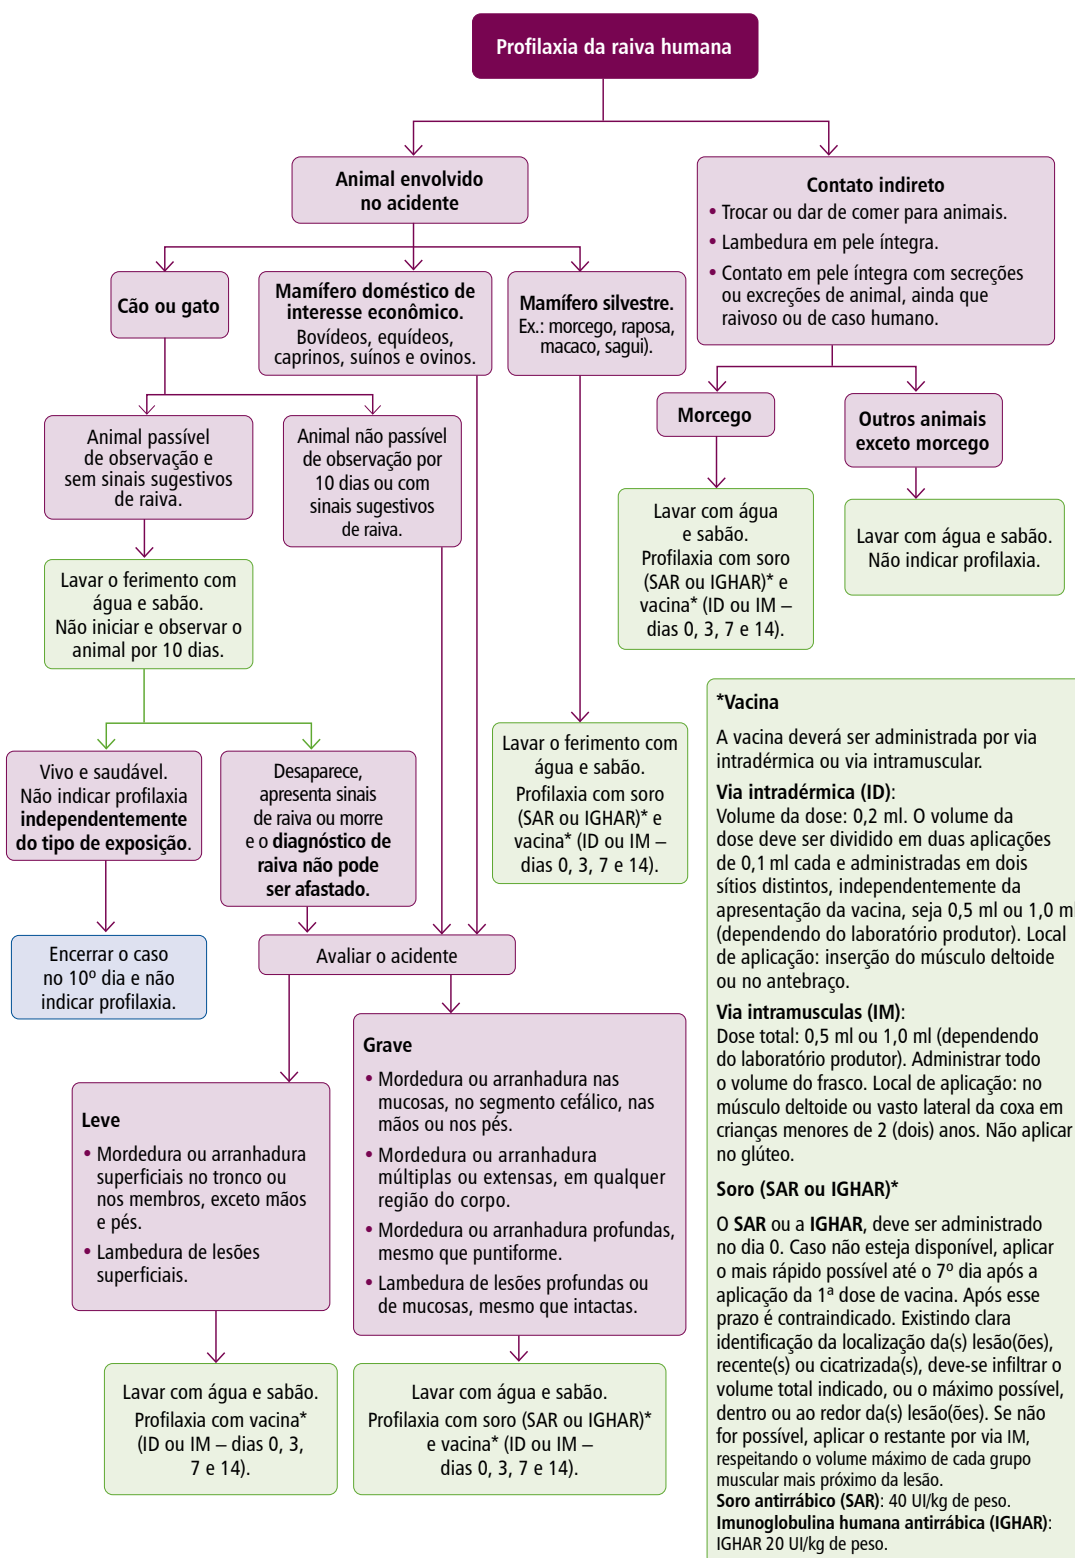 Profilaxia da raiva humana
Animal envolvido
no acidente
Contato indireto
• Trocar ou dar de comer para animais.
• Lambedura em pele íntegra.
• Contato em pele íntegra com secreções
ou excreções de animal, ainda que
raivoso ou de caso humano.
Cão ou gato
Mamífero doméstico de
interesse econômico.
Bovídeos, equídeos,
caprinos, suínos e ovinos.
Mamífero silvestre.
Ex.: morcego, raposa,
macaco, sagui).
Morcego
Outros animais
exceto morcego
Animal passível
de observação e
sem sinais sugestivos
de raiva.
Animal não passível
de observação por
10 dias ou com
sinais sugestivos
de raiva.
Lavar com água
e sabão.
Profilaxia com soro
(SAR ou IGHAR)* e
vacina* (ID ou IM –
dias 0, 3, 7 e 14).
Lavar com água e sabão.
Não indicar profilaxia.
Lavar o ferimento com
água e sabão.
Não iniciar e observar o
animal por 10 dias.
Vivo e saudável.
Não indicar profilaxia
independentemente
do tipo de exposição.
Desaparece,
apresenta sinais
de raiva ou morre
e o diagnóstico de
raiva não pode
ser afastado.
Lavar o ferimento com
água e sabão.
Profilaxia com soro
(SAR ou IGHAR)* e
vacina* (ID ou IM –
dias 0, 3, 7 e 14).
Encerrar o caso
no 10º dia e não
indicar profilaxia.
Avaliar o acidente
Leve
• Mordedura ou arranhadura
superficiais no tronco ou
nos membros, exceto mãos
e pés.
• Lambedura de lesões
superficiais.
Grave
• Mordedura ou arranhadura nas
mucosas, no segmento cefálico, nas
mãos ou nos pés.
• Mordedura ou arranhadura
múltiplas ou extensas, em qualquer
região do corpo.
• Mordedura ou arranhadura profundas,
mesmo que puntiforme.
• Lambedura de lesões profundas ou
de mucosas, mesmo que intactas.
Lavar com água e sabão.
Profilaxia com vacina*
(ID ou IM – dias 0, 3,
7 e 14).
Lavar com água e sabão.
Profilaxia com soro (SAR ou IGHAR)*
e vacina* (ID ou IM –
dias 0, 3, 7 e 14).
*Vacina
A vacina deverá ser administrada por via
intradérmica ou via intramuscular.
Via intradérmica (ID):
Volume da dose: 0,2 ml. O volume da
dose deve ser dividido em duas aplicações
de 0,1 ml cada e administradas em dois
sítios distintos, independentemente da
apresentação da vacina, seja 0,5 ml ou 1,0 ml
(dependendo do laboratório produtor). Local
de aplicação: inserção do músculo deltoide
ou no antebraço.
Via intramusculas (IM):
Dose total: 0,5 ml ou 1,0 ml (dependendo
do laboratório produtor). Administrar todo
o volume do frasco. Local de aplicação: no
músculo deltoide ou vasto lateral da coxa em
crianças menores de 2 (dois) anos. Não aplicar
no glúteo.
Soro (SAR ou IGHAR)*
O SAR ou a IGHAR, deve ser administrado
no dia 0. Caso não esteja disponível, aplicar
o mais rápido possível até o 7º dia após a
aplicação da 1ª dose de vacina. Após esse
prazo é contraindicado. Existindo clara
identificação da localização da(s) lesão(ões),
recente(s) ou cicatrizada(s), deve-se infiltrar o
volume total indicado, ou o máximo possível,
dentro ou ao redor da(s) lesão(ões). Se não
for possível, aplicar o restante por via IM,
respeitando o volume máximo de cada grupo
muscular mais próximo da lesão.
Soro antirrábico (SAR): 40 UI/kg de peso.
Imunoglobulina humana antirrábica (IGHAR):
IGHAR 20 UI/kg de peso.